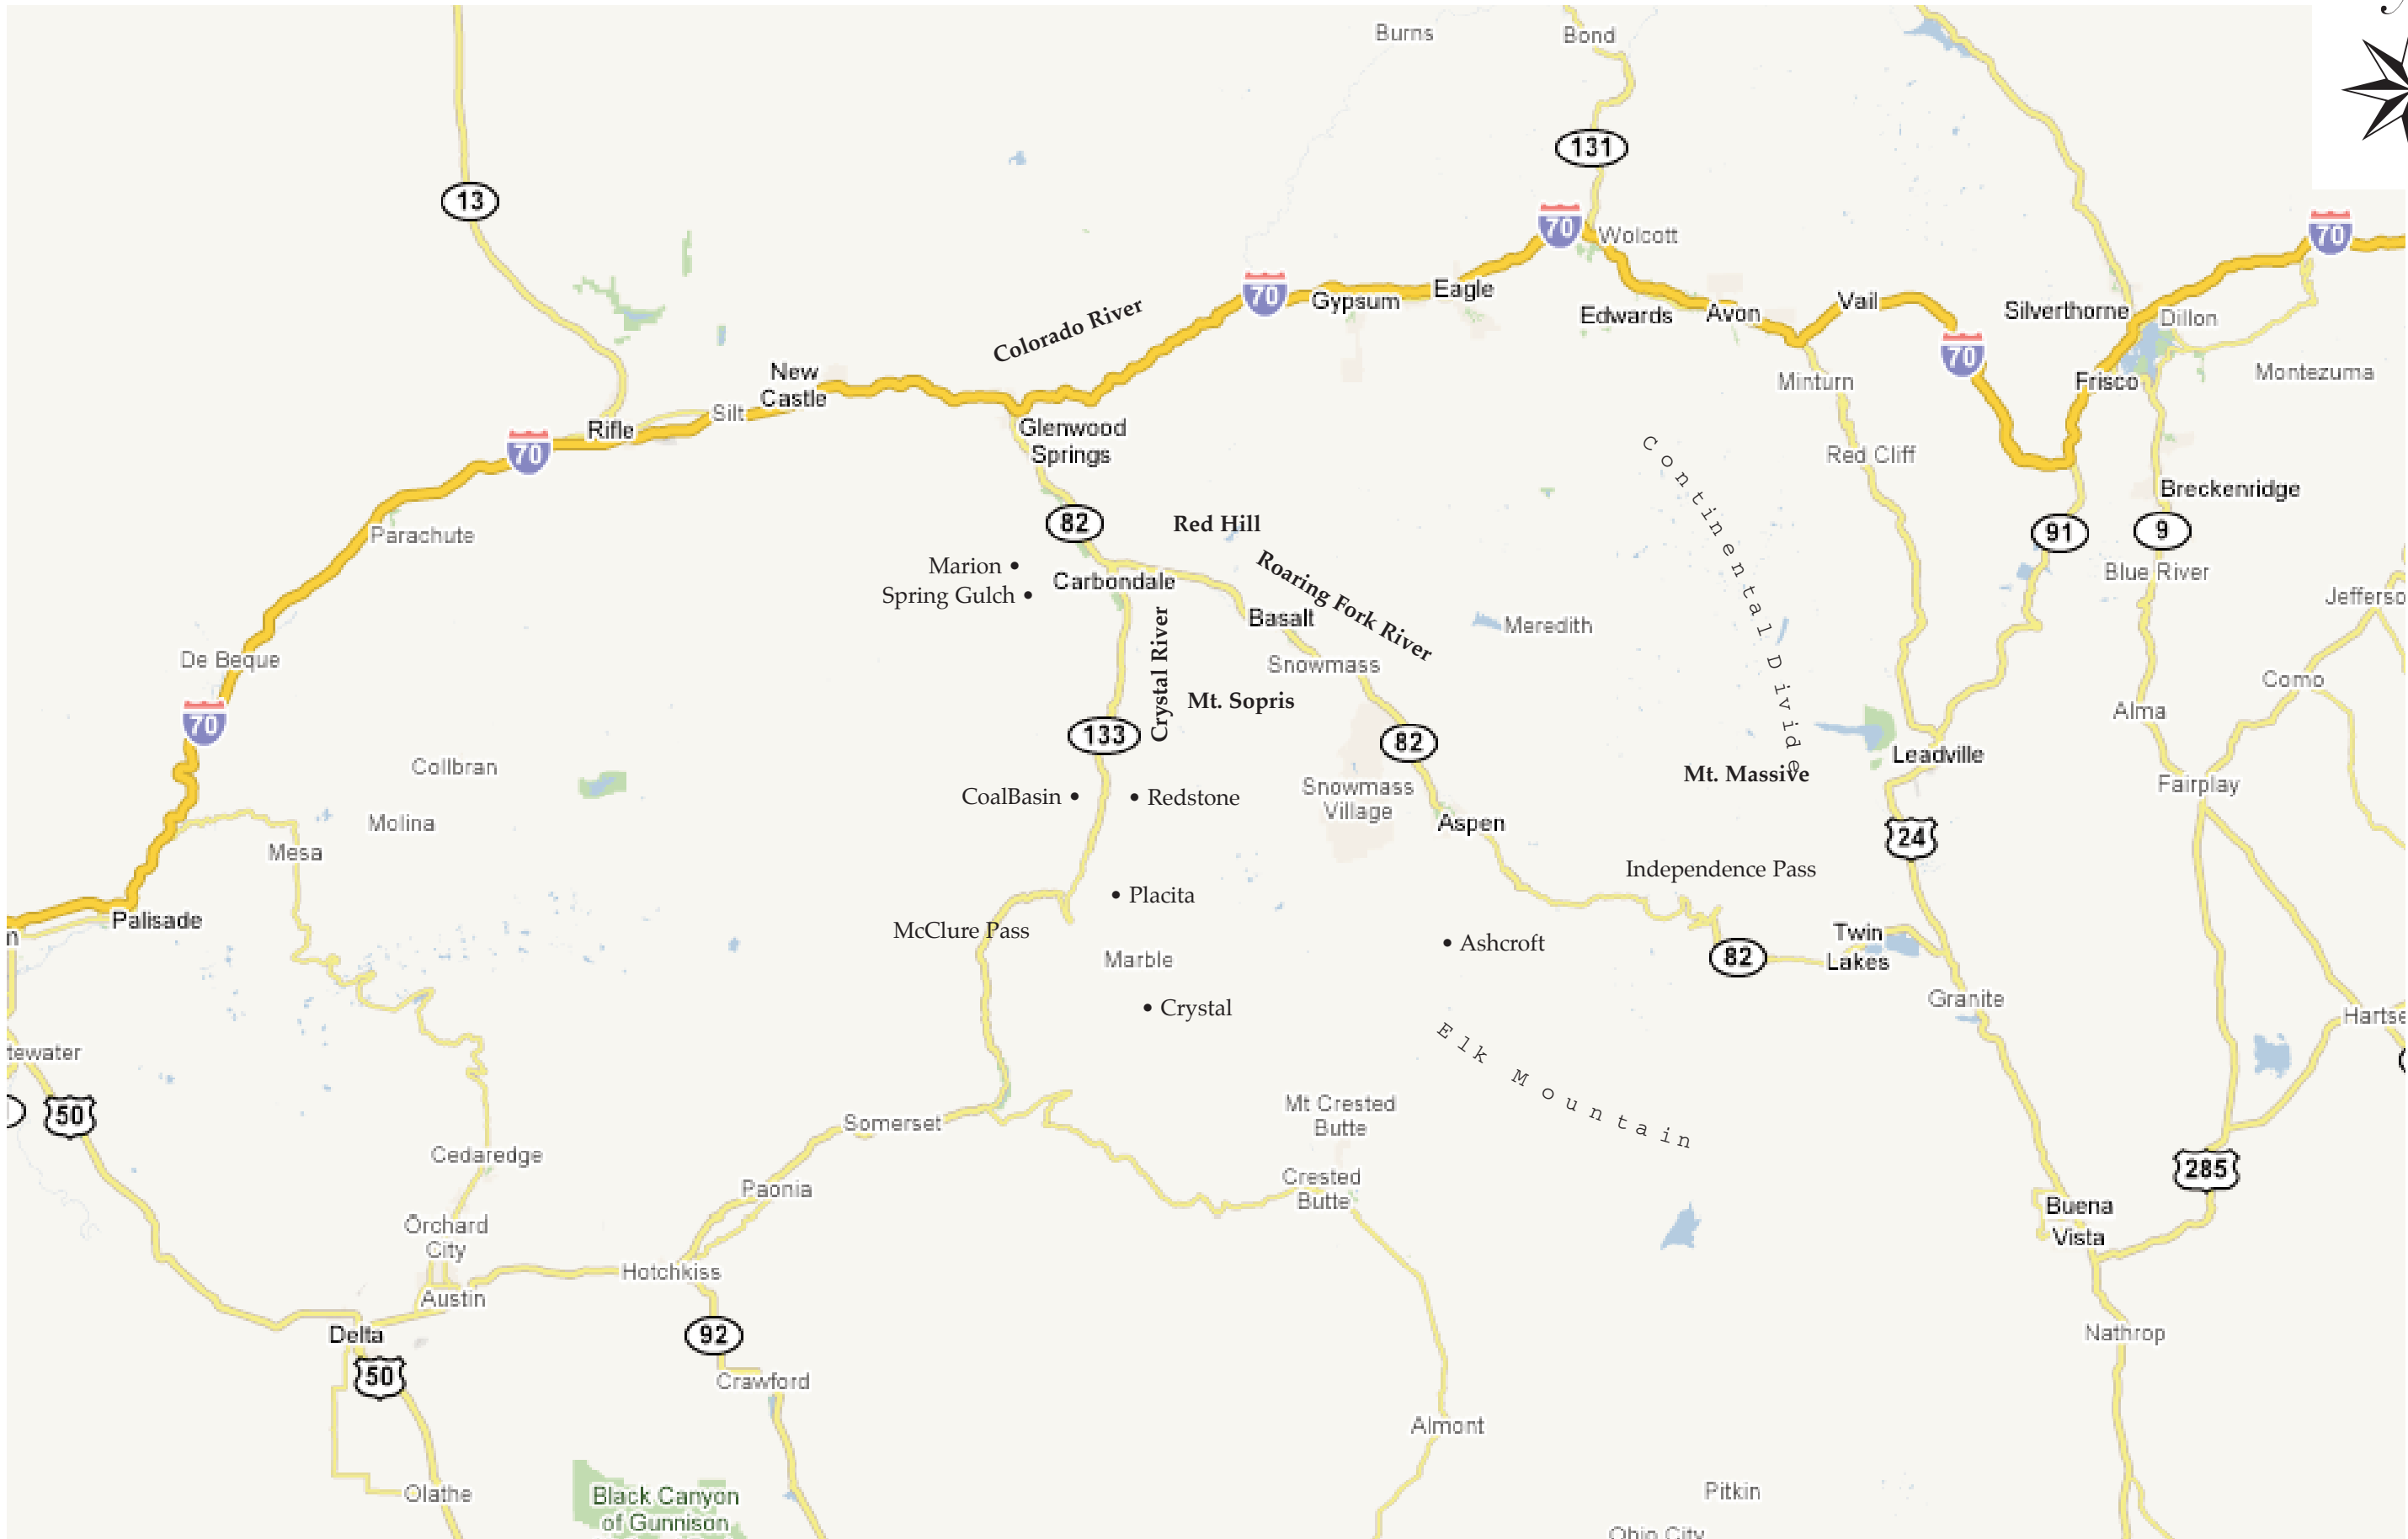 Burns
Bond
131
13
70
Wolcott
70
70
Colorado River
Gypsum
Eagle
Edwards
Avon
Vail
Silverthorne
Dillon
70
New
Castle
Minturn
Frisco
Montezuma
Silt
Rifle
70
Glenwood
Springs
Continental Divide
Red Cliff
Breckenridge
Parachute
82
Red Hill
91
9
Marion
Spring Gulch
Carbondale
Roaring Fork River
Blue River
Basalt
Meredith
Crystal River
De Beque
Snowmass
Como
70
Mt. Sopris
Alma
133
82
Leadville
Collbran
Mt. Massive
CoalBasin
Redstone
Snowmass
Village
Fairplay
Molina
Aspen
24
Mesa
Independence Pass
Placita
Palisade
McClure Pass
Ashcroft
Twin
Lakes
82
Marble
Granite
Crystal
Elk Mountain
tewater
50
Somerset
Mt Crested
Butte
Cedaredge
285
Paonia
Crested
Butte
Buena
Vista
Orchard
City
Hotchkiss
Austin
Delta
92
Nathrop
50
Crawford
Almont
Olathe
Black Canyon
of Gunnison
Pitkin
Ohio City
Jefferso
Hartse
n